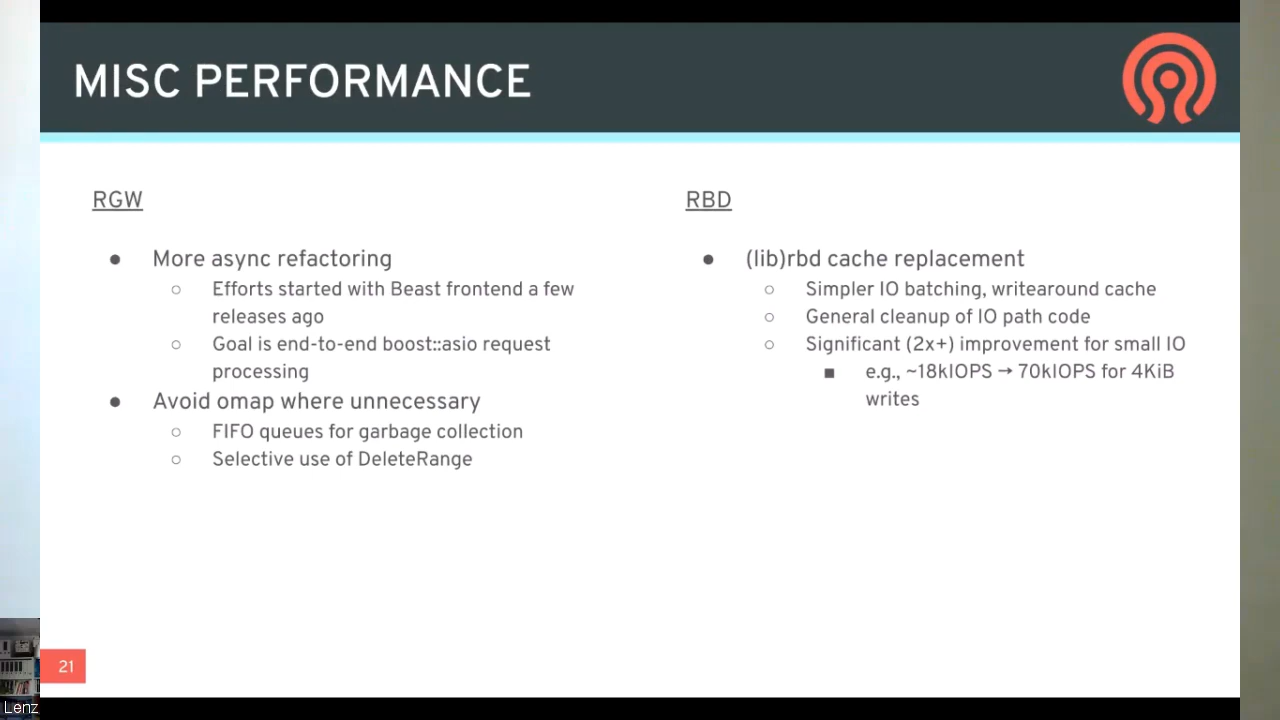 MISC PERFORMANCE
RGW
● More async refactoring
○ Efforts started with Beast frontend a few
releases ago
○ Goal is end-to-end boost::asio request
processing
● Avoid omap where unnecessary
○ FIFO queues for garbage collection
○ Selective use of DeleteRange
RBD
● (lib)rbd cache replacement
○ Simpler IO batching, writearound cache
○ General cleanup of IO path code
○ Significant (2x+) improvement for small IO
■ e.g., ~18kIOPS → 70kIOPS for 4KiB
writes
21
Lenz